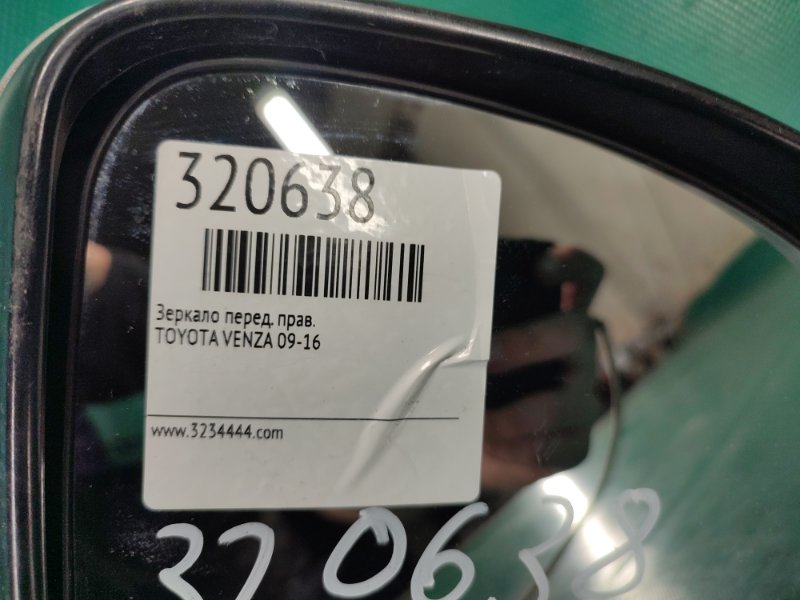 320638
Зеркало перед. прав.
TOYOTA VENZA 09-16
www.3234444.com
320638